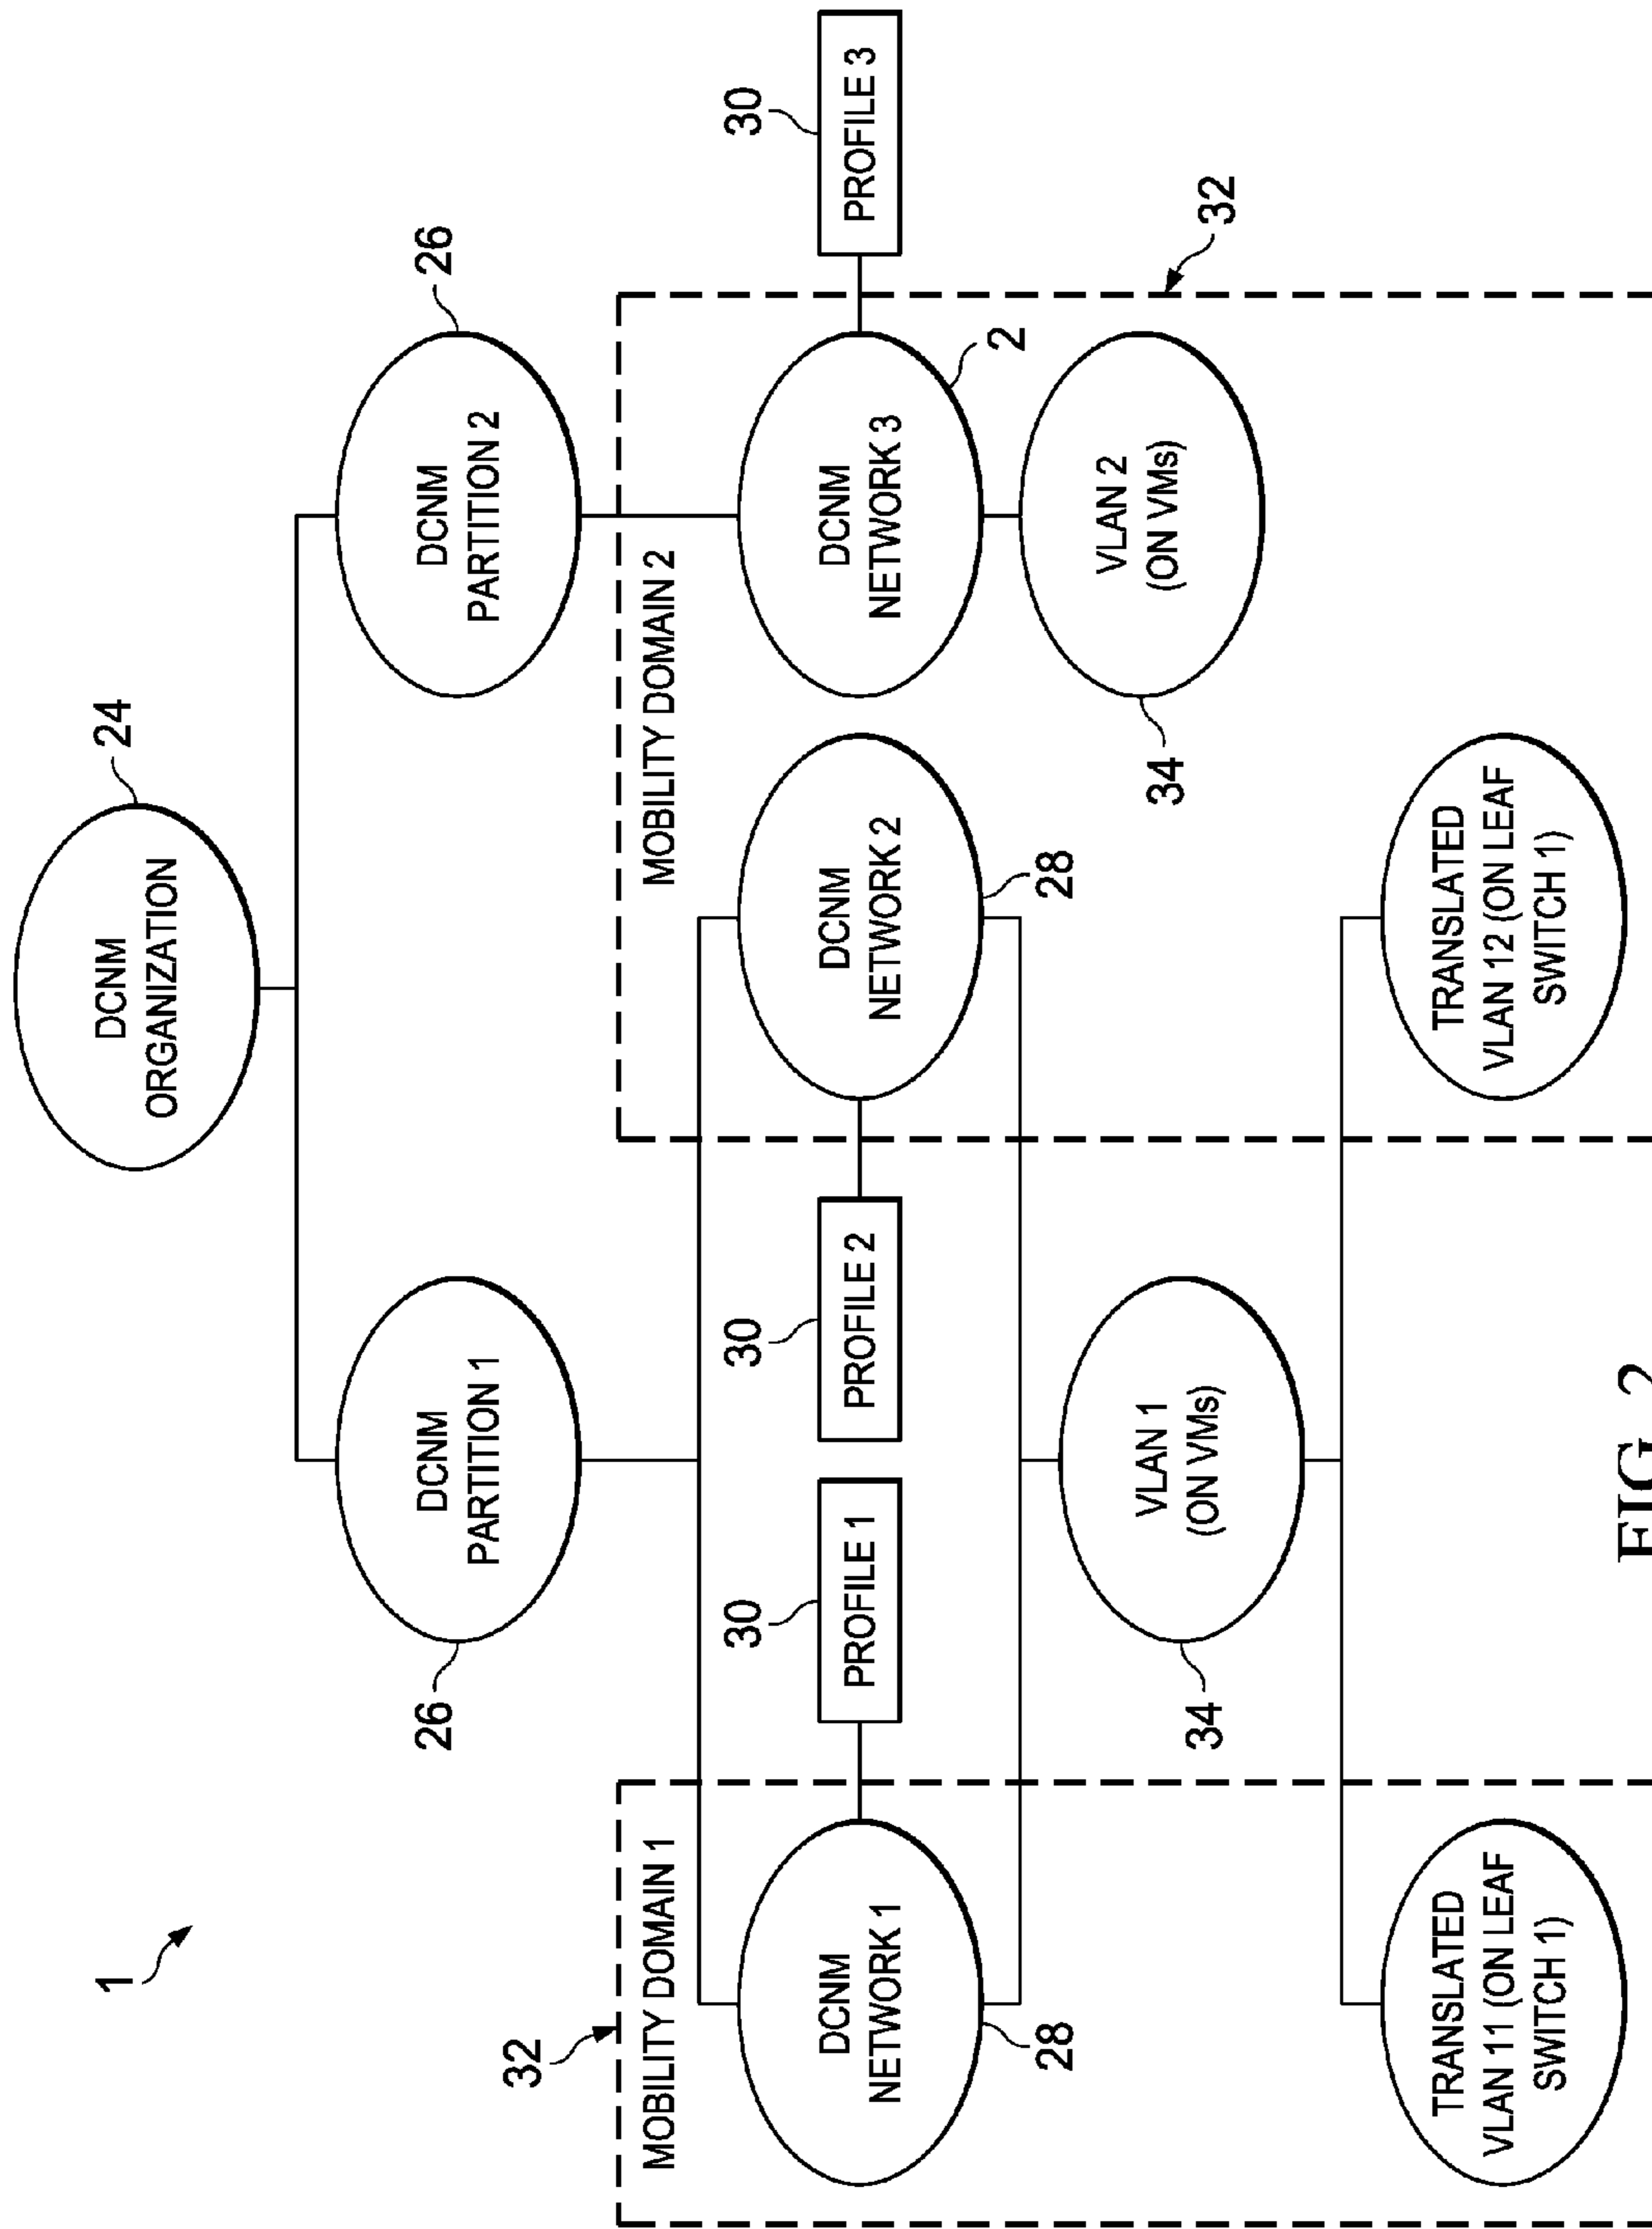 1
24
DCNM
ORGANIZATION
26
DCNM
PARTITION 1
DCNM
PARTITION 2
26
32
MOBILITY DOMAIN 1
MOBILITY DOMAIN 2
DCNM
NETWORK 1
28
30
PROFILE 1
30
PROFILE 2
DCNM
NETWORK 2
28
DCNM
NETWORK 3
2
30
PROFILE 3
32
34
VLAN 1
(ON VMs)
34
VLAN 2
(ON VMs)
TRANSLATED
VLAN 11 (ON LEAF
SWITCH 1)
TRANSLATED
VLAN 12 (ON LEAF
SWITCH 1)
FIG. 2